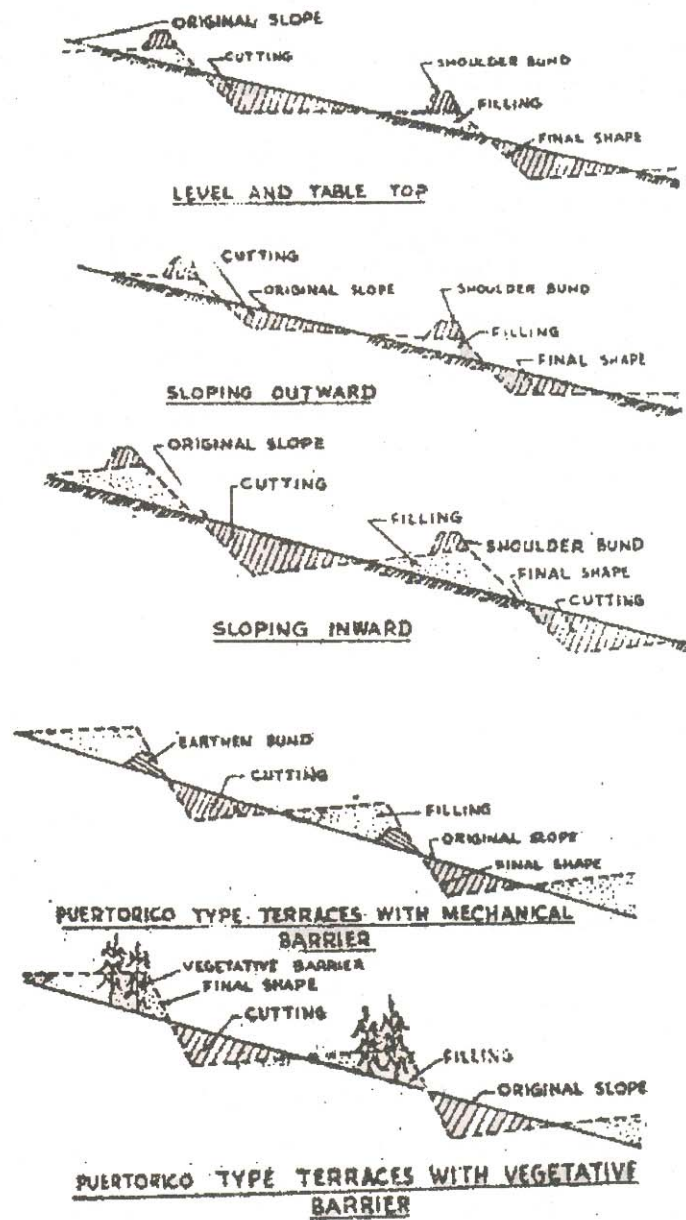 ORIGINAL SLOPE
CUTTING
SHOULDER BUND
FILLING
FINAL SHAPE
LEVEL AND TABLE TOP
CUTTING
ORIGINAL SLOPE
SHOULDER BUND
FILLING
FINAL SHAPE
SLOPING OUTWARD
ORIGINAL SLOPE
CUTTING
FILLING
SHOULDER BUND
FINAL SHAPE
CUTTING
SLOPING INWARD
EARTHEN BUND
CUTTING
FILLING
ORIGINAL SLOPE
FINAL SHAPE
PUERTORICO TYPE TERRACES WITH MECHANICAL
BARRIER
VEGETATIVE BARRIER
FINAL SHAPE
CUTTING
FILLING
ORIGINAL SLOPE
PUERTORICO TYPE TERRACES WITH VEGETATIVE
BARRIER